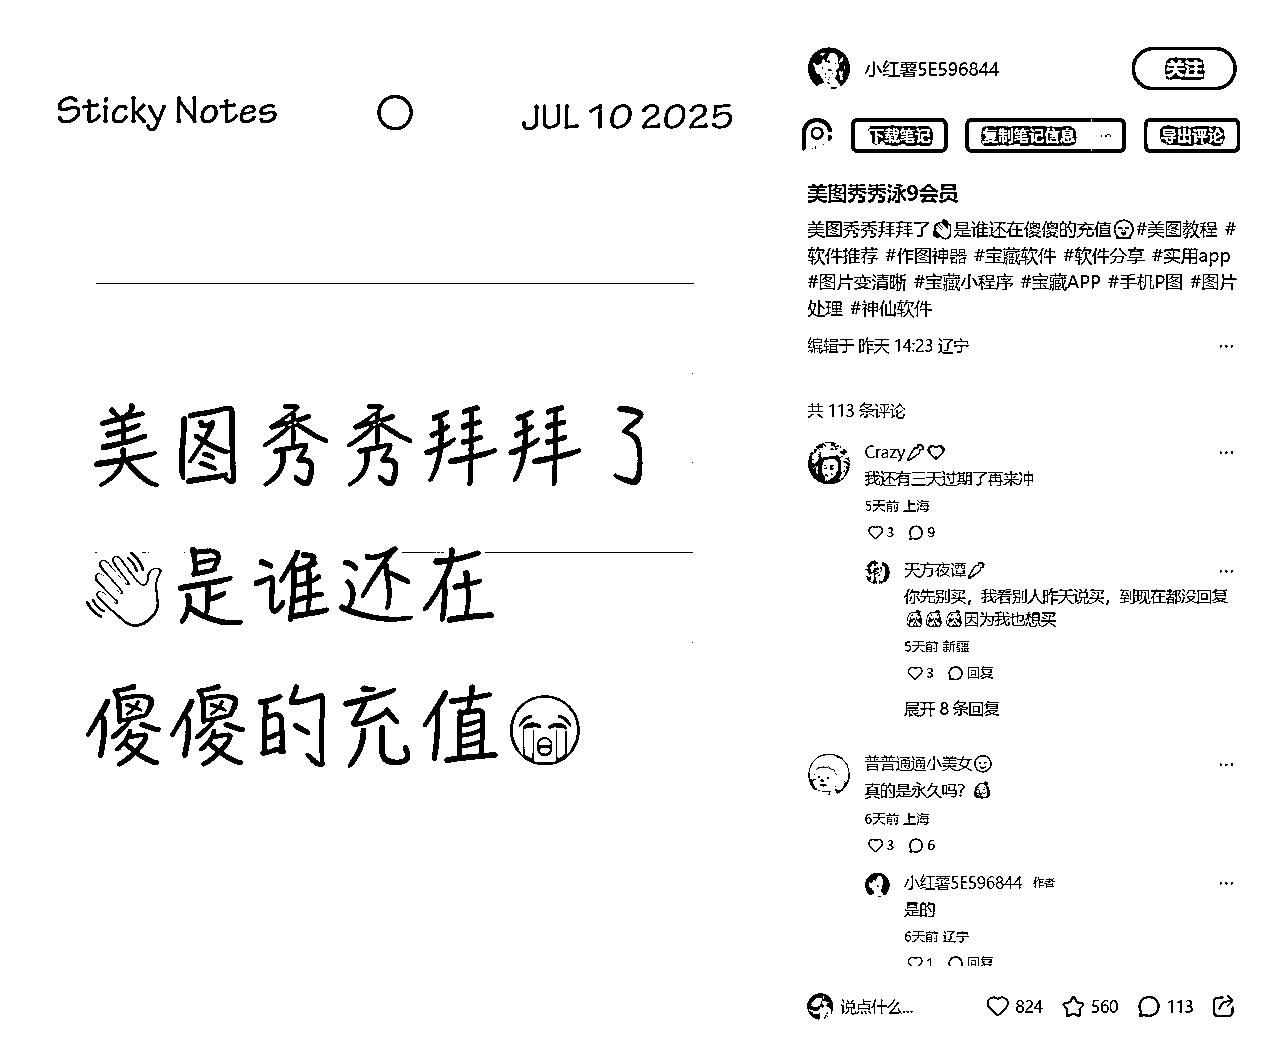 Sticky Notes
JUL 10 2025
美图秀秀拜拜了
👋是谁还在
傻傻的充值😭
小红薯5E596844
关注
下载笔记
复制笔记信息
导出评论
美图秀秀泳9会员
美图秀秀拜拜了👋是谁还在傻傻的充值😭#美图教程 #
软件推荐 #作图神器 #宝藏软件 #软件分享 #实用app
#图片变清晰 #宝藏小程序 #宝藏APP #手机P图 #图片
处理 #神仙软件
编辑于 昨天 14:23 辽宁
共 113 条评论
Crazy
我还有三天过期了再来冲
5天前 上海
3 9
天方夜谭
你先别买，我看别人昨天说买，到现在都没回复
因为我也想买
5天前 新疆
3 回复
展开 8 条回复
普普通通小美女
真的是永久吗？
6天前 上海
3 6
小红薯5E596844 作者
是的
6天前 辽宁
1 回复
说点什么...
824 560 113